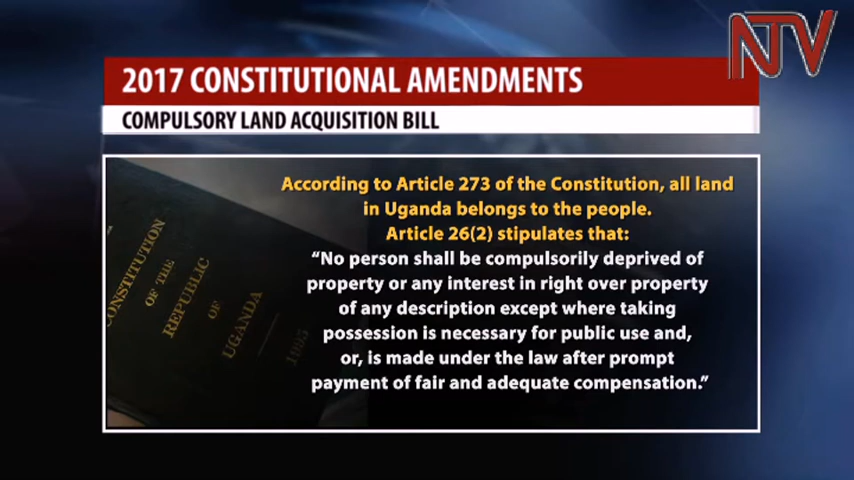 NTV
2017 CONSTITUTIONAL AMENDMENTS
COMPULSORY LAND ACQUISITION BILL
According to Article 273 of the Constitution, all land
in Uganda belongs to the people.
Article 26(2) stipulates that:
“No person shall be compulsorily deprived of
property or any interest in right over property
of any description except where taking
possession is necessary for public use and,
or, is made under the law after prompt
payment of fair and adequate compensation.”
CONSTITUTION
OF THE
REPUBLIC
OF
UGANDA
1995